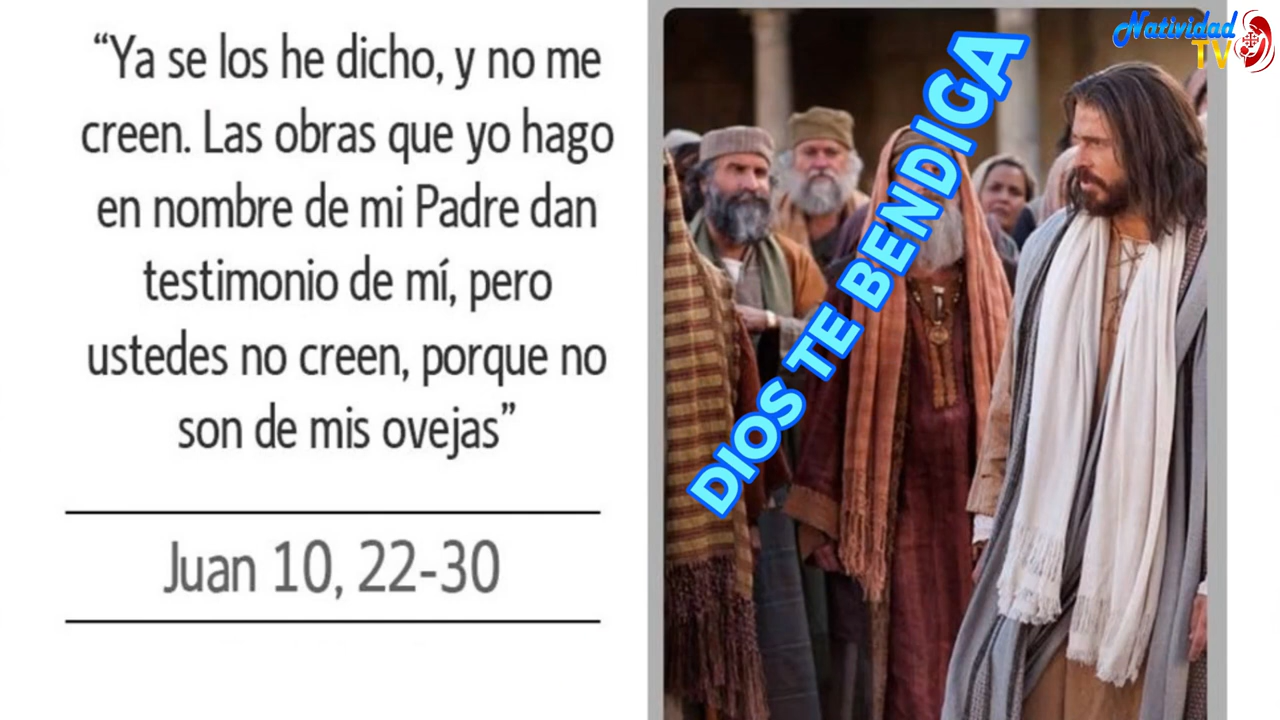 “Ya se los he dicho, y no me
creen. Las obras que yo hago
en nombre de mi Padre dan
testimonio de mí, pero
ustedes no creen, porque no
son de mis ovejas”
Juan 10, 22-30
DIOS TE BENDIGA
Natividad
TV